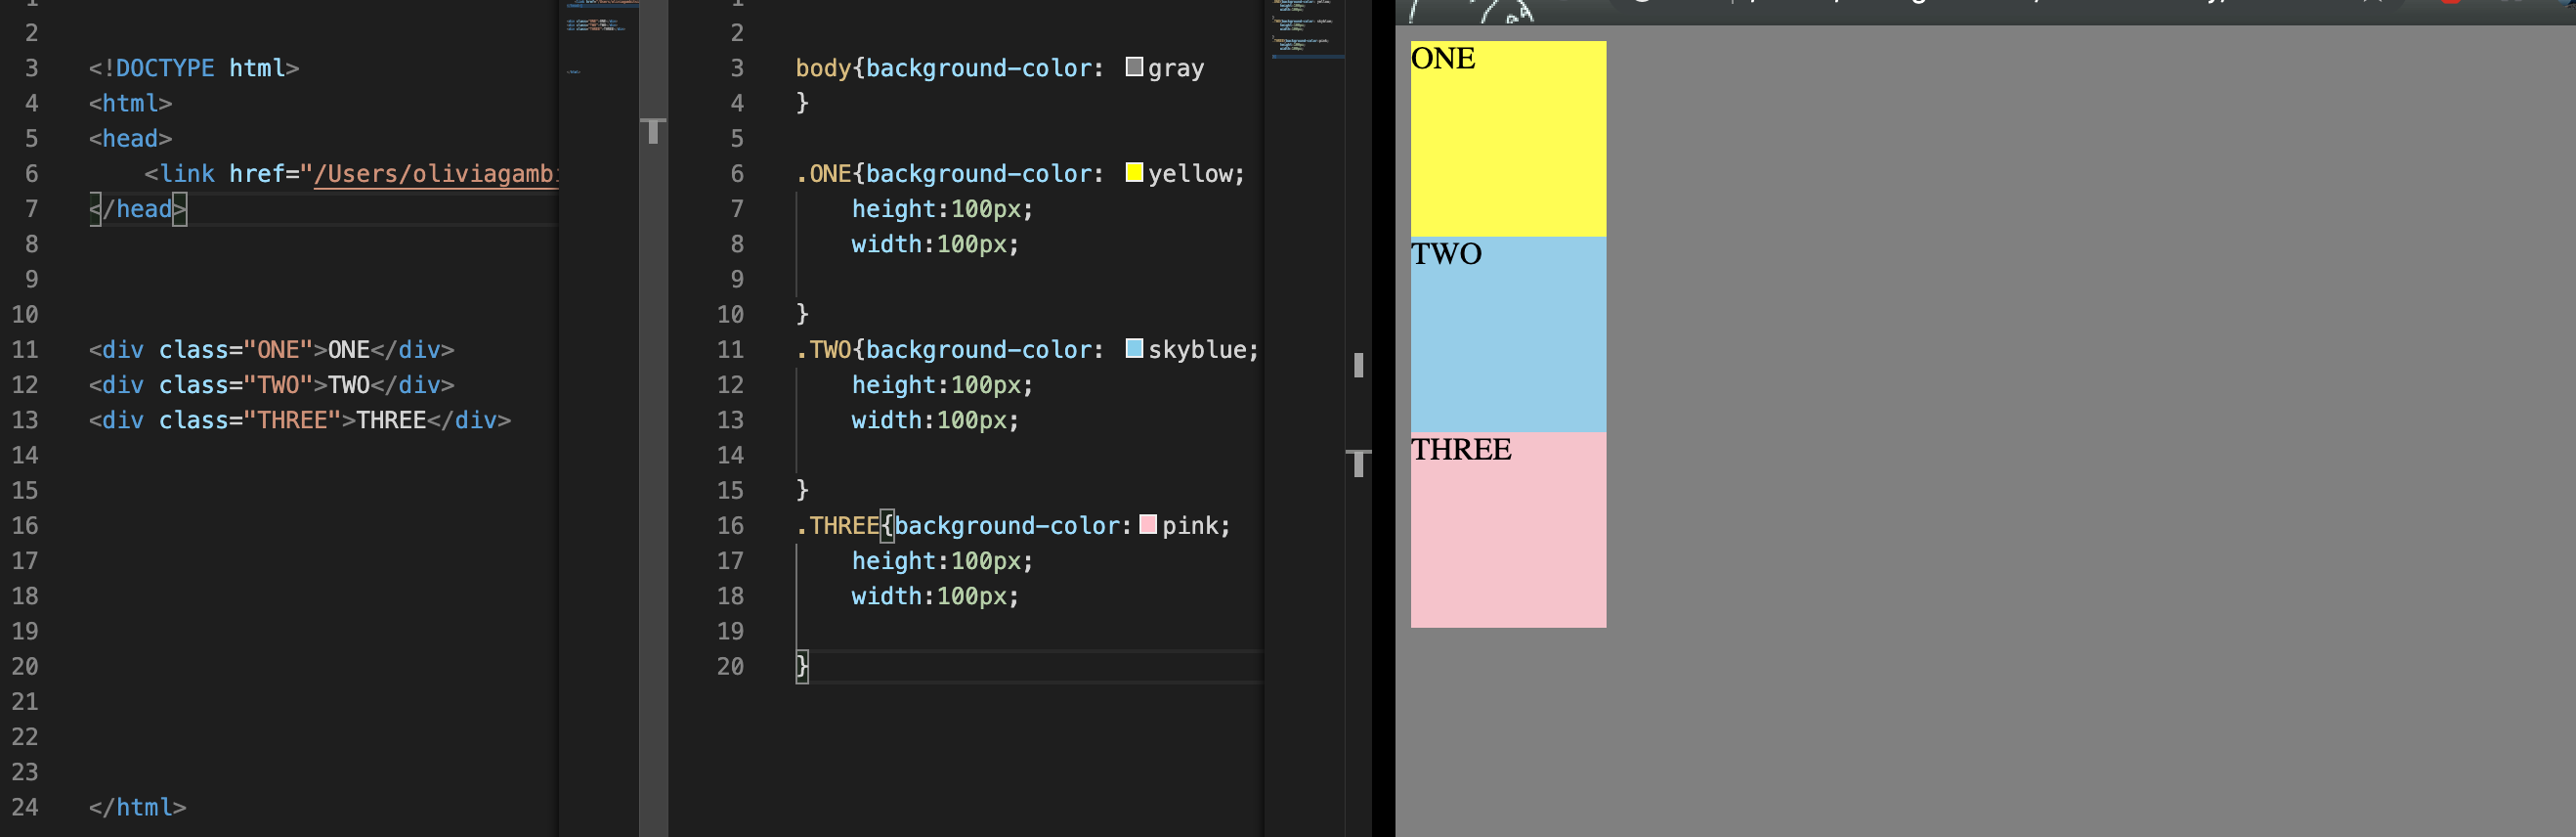 1
2
3 <!DOCTYPE html>
4 <html>
5 <head>
6 <link href="/Users/oliviagamb
7 </head>
8
9
10
11 <div class="ONE">ONE</div>
12 <div class="TWO">TWO</div>
13 <div class="THREE">THREE</div>
14
15
16
17
18
19
20
21
22
23
24 </html>
1
2
3 body{background-color: gray
4 }
5
6 .ONE{background-color: yellow;
7 height:100px;
8 width:100px;
9
10 }
11 .TWO{background-color: skyblue;
12 height:100px;
13 width:100px;
14
15 }
16 .THREE{background-color: pink;
17 height:100px;
18 width:100px;
19
20 }
ONE
TWO
THREE